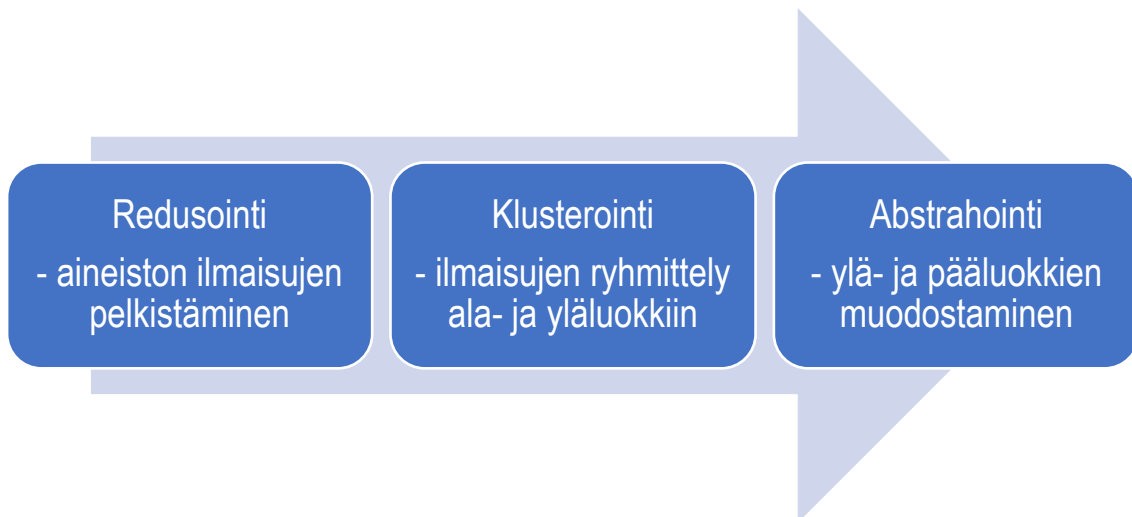 Redusointi
- aineiston ilmaisujen
pelkistäminen
Klusterointi
- ilmaisujen ryhmittely
ala- ja yläluokkiin
Abstrahointi
- ylä- ja pääluokkien
muodostaminen